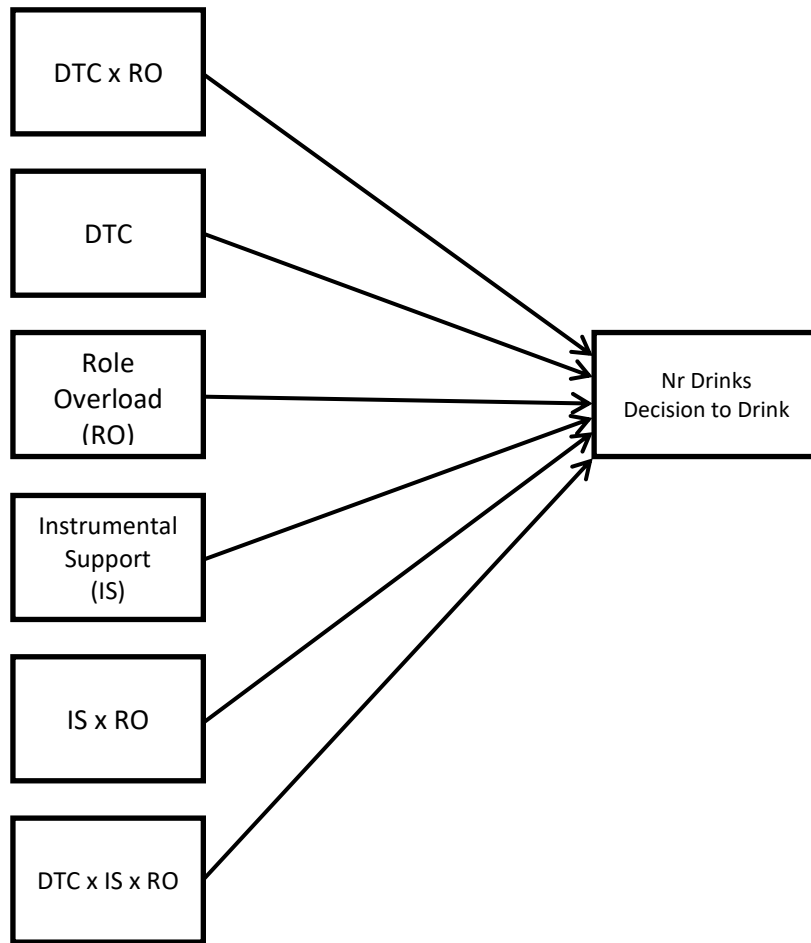 DTC x RO
DTC
Role
Overload
(RO)
Nr Drinks
Decision to Drink
Instrumental
Support
(IS)
IS x RO
DTC x IS x RO